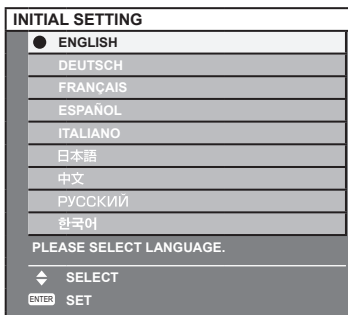 INITIAL SETTING
ENGLISH
DEUTSCH
FRANÇAIS
ESPAÑOL
ITALIANO
日本語
中文
РУССКИЙ
한국어
PLEASE SELECT LANGUAGE.
SELECT
ENTER SET